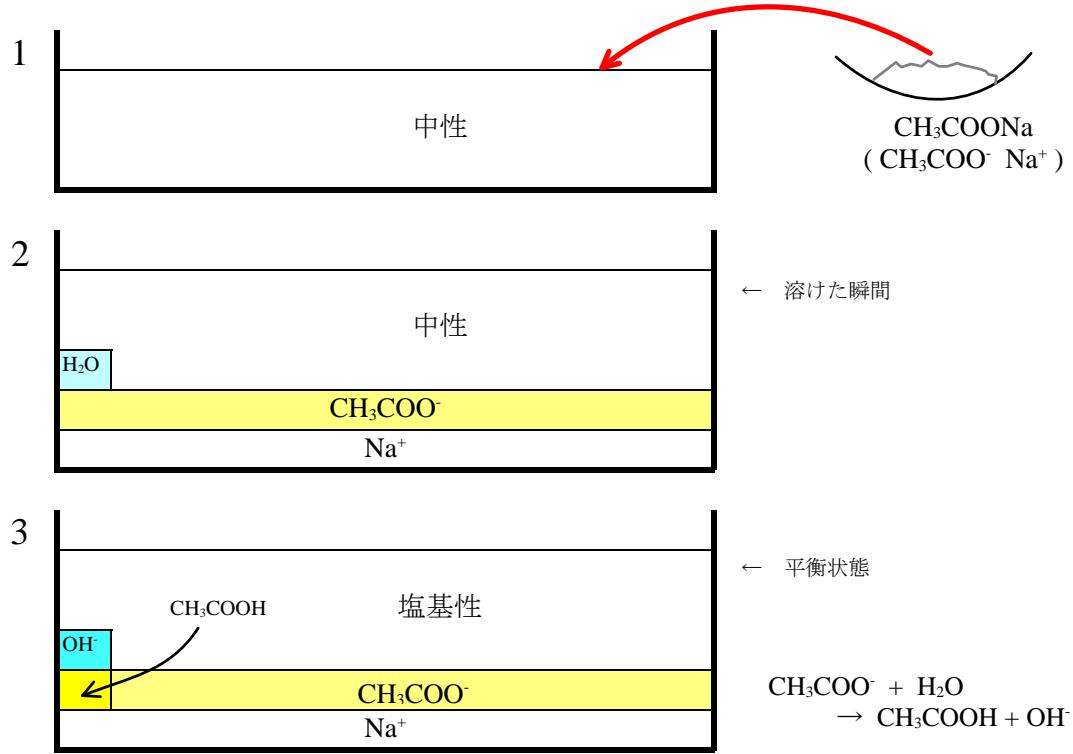 1
中性
CH₃COONa
( CH₃COO⁻ Na⁺ )
2
← 溶けた瞬間
中性
H₂O
CH₃COO⁻
Na⁺
3
← 平衡状態
CH₃COOH
塩基性
OH⁻
CH₃COO⁻
Na⁺
CH₃COO⁻ + H₂O
→ CH₃COOH + OH⁻